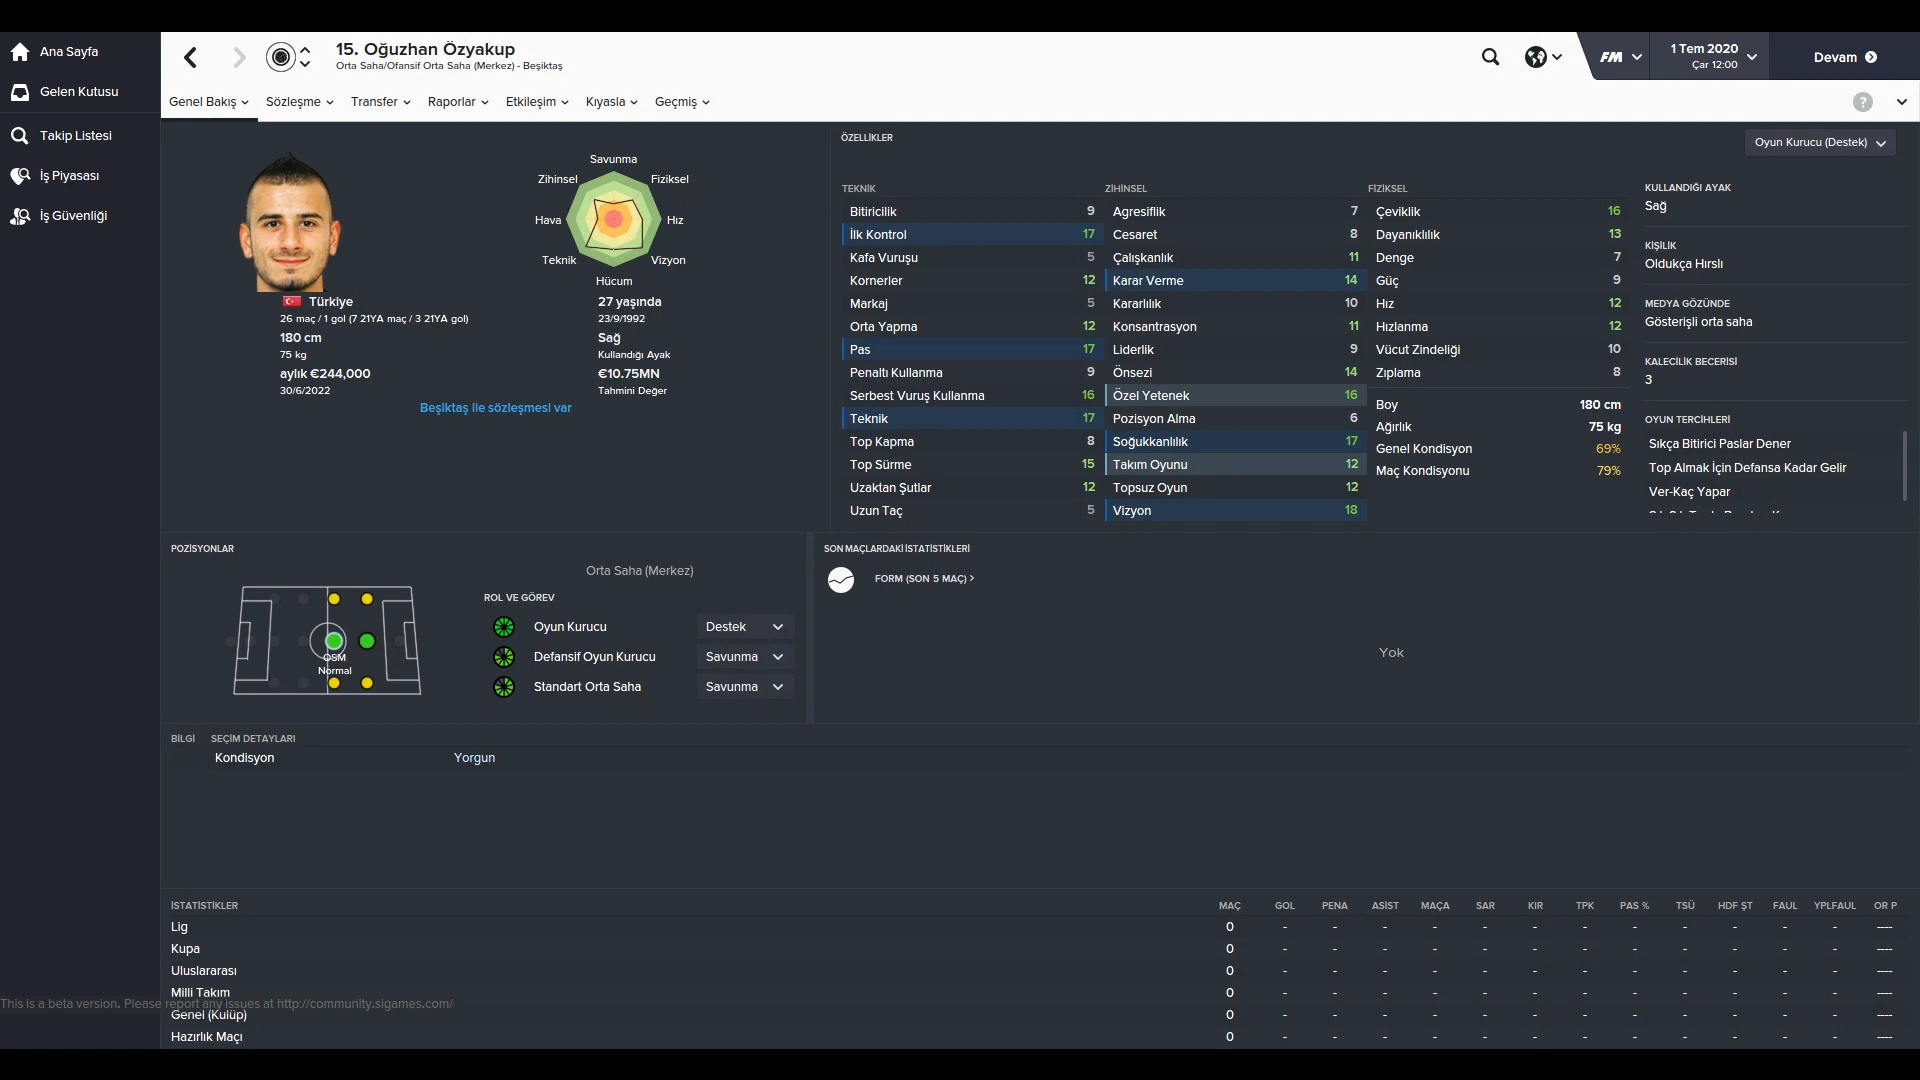 Ana Sayfa
Gelen Kutusu
Takip Listesi
İş Piyasası
İş Güvenliği
15. Oğuzhan Özyakup
Orta Saha/Ofansif Orta Saha (Merkez) - Beşiktaş
FM
1 Tem 2020
Çar 12:00
Devam
Genel Bakış
Sözleşme
Transfer
Raporlar
Etkileşim
Kıyasla
Geçmiş
?
Savunma
Zihinsel
Fiziksel
Hava
Hız
Teknik
Vizyon
Hücum
Türkiye
26 maç / 1 gol (7 21YA maç / 3 21YA gol)
180 cm
75 kg
aylık €244,000
30/6/2022
27 yaşında
23/9/1992
Sağ
Kullandığı Ayak
€10.75MN
Tahmini Değer
Beşiktaş ile sözleşmesi var
ÖZELLİKLER
Oyun Kurucu (Destek)
TEKNİK
Bitiricilik 9
İlk Kontrol 17
Kafa Vuruşu 5
Kornerler 12
Markaj 5
Orta Yapma 12
Pas 17
Penaltı Kullanma 9
Serbest Vuruş Kullanma 16
Teknik 17
Top Kapma 8
Top Sürme 15
Uzaktan Şutlar 12
Uzun Taç 5
ZİHİNSEL
Agresiflik 7
Cesaret 8
Çalışkanlık 11
Karar Verme 14
Kararlılık 10
Konsantrasyon 11
Liderlik 9
Önsezi 14
Özel Yetenek 16
Pozisyon Alma 6
Soğukkanlılık 17
Takım Oyunu 12
Topsuz Oyun 12
Vizyon 18
FİZİKSEL
Çeviklik 16
Dayanıklılık 13
Denge 7
Güç 9
Hız 12
Hızlanma 12
Vücut Zindeliği 10
Zıplama 8
Boy 180 cm
Ağırlık 75 kg
Genel Kondisyon 69%
Maç Kondisyonu 79%
KULLANDIĞI AYAK
Sağ
KİŞİLİK
Oldukça Hırslı
MEDYA GÖZÜNDE
Gösterişli orta saha
KALECİLİK BECERİSİ
3
OYUN TERCİHLERİ
Sıkça Bitirici Paslar Dener
Top Almak İçin Defansa Kadar Gelir
Ver-Kaç Yapar
POZİSYONLAR
OSM
Normal
Orta Saha (Merkez)
ROL VE GÖREV
Oyun Kurucu Destek
Defansif Oyun Kurucu Savunma
Standart Orta Saha Savunma
SON MAÇLARDAKİ İSTATİSTİKLERİ
FORM (SON 5 MAÇ) >
Yok
BİLGİ SEÇİM DETAYLARI
Kondisyon Yorgun
İSTATİSTİKLER MAÇ GOL PENA ASİST MAÇA SAR KIR TPK PAS % TSÜ HDF ŞT FAUL YPLFAUL OR P
Lig 0 - - - - - - - - - - - - ----
Kupa 0 - - - - - - - - - - - - ----
Uluslararası 0 - - - - - - - - - - - - ----
Milli Takım 0 - - - - - - - - - - - - ----
This is a beta version. Please report any issues at http://community.sigames.com/
Genel (Kulüp) 0 - - - - - - - - - - - - ----
Hazırlık Maçı 0 - - - - - - - - - - - - ----